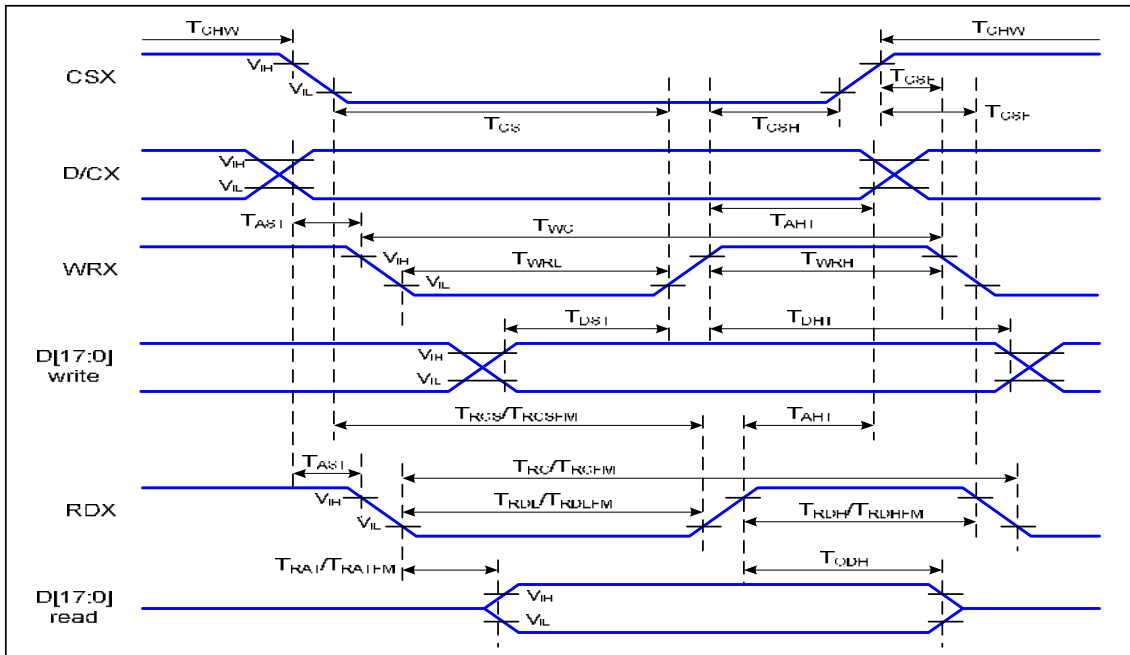 TCHW TCHW
CSX
VIH
VIL
TCSF
TCS TCSH TCSF
D/CX
VIH
VIL
TAST TWC TAHT
WRX
VIH
VIL
TWRL TWRH
TDST TDHT
D[17:0]
write
VIH
VIL
TRCS/TRCSFM TAHT
TAST TRC/TRCFM
RDX
VIH
VIL
TRDL/TRDLFM TRDH/TRDHFM
TRAT/TRATFM TODH
D[17:0]
read
VIH
VIL